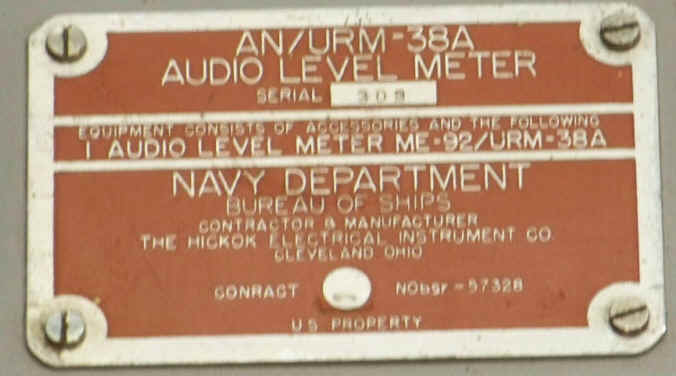 AN/URM-38A
AUDIO LEVEL METER
SERIAL 309
EQUIPMENT CONSISTS OF ACCESSORIES AND THE FOLLOWING
1 AUDIO LEVEL METER ME-92/URM-38A
NAVY DEPARTMENT
BUREAU OF SHIPS
CONTRACTOR & MANUFACTURER
THE HICKOK ELECTRICAL INSTRUMENT CO.
CLEVELAND OHIO
CONRACT NObsr-57328
U.S PROPERTY